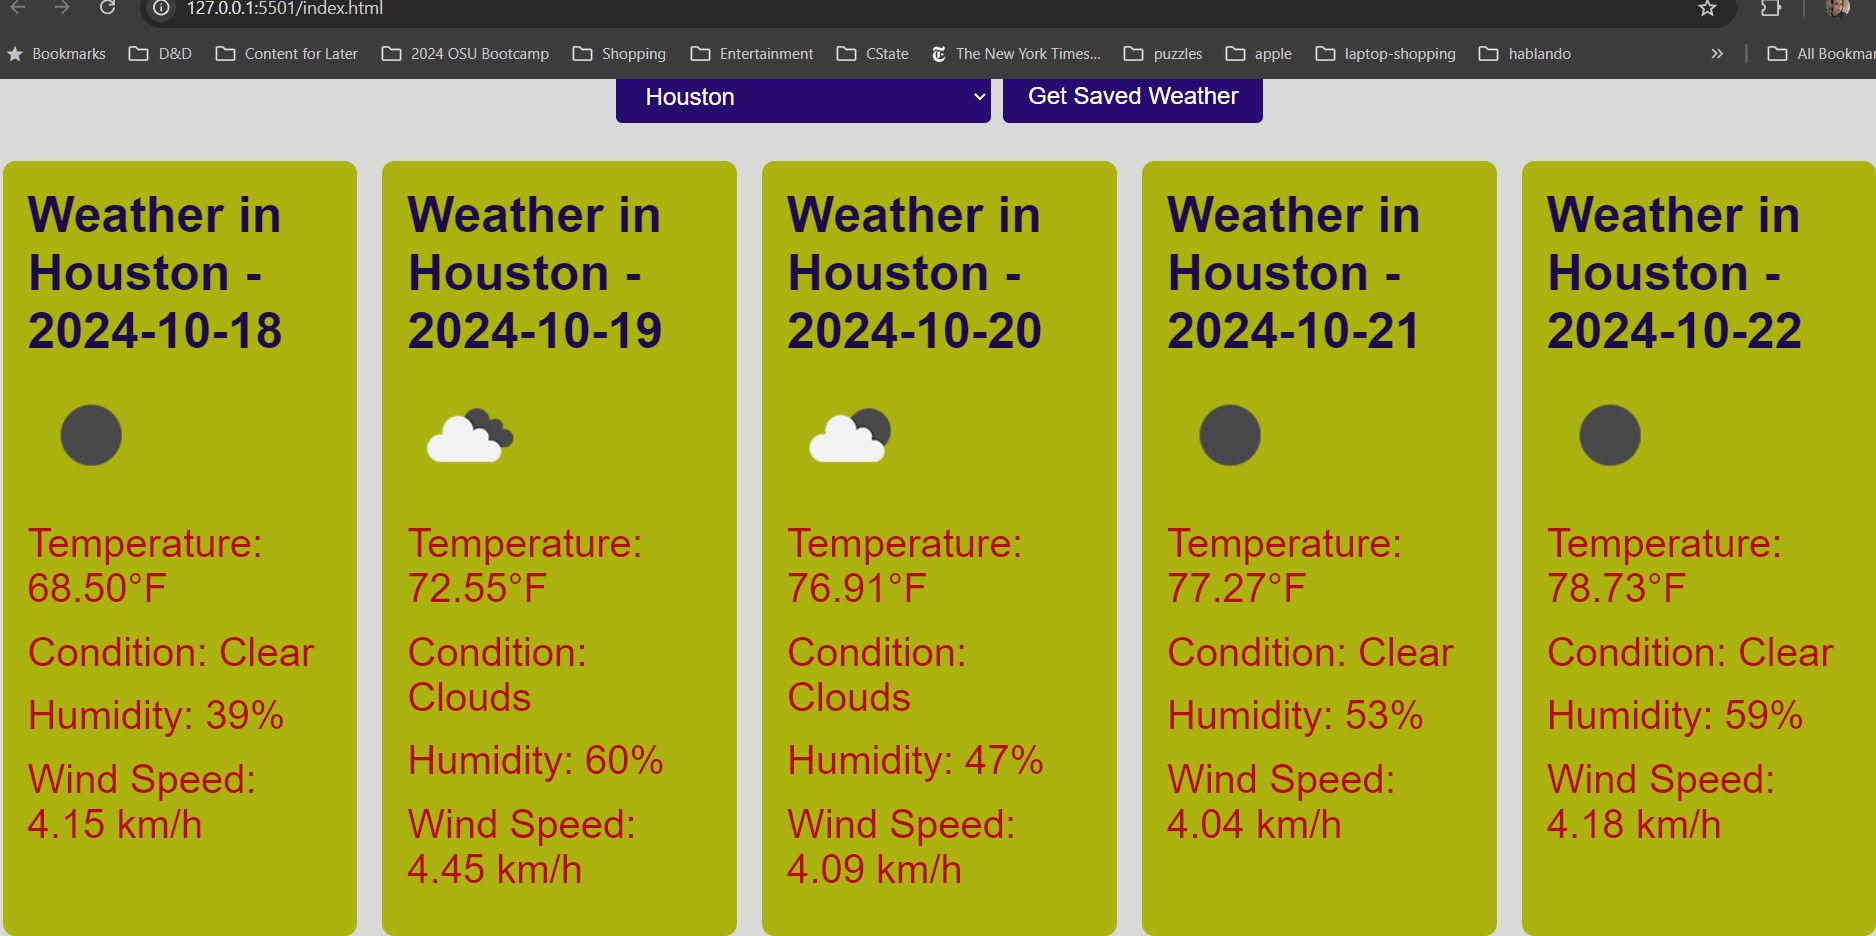 127.0.0.1:5501/index.html
Bookmarks D&D Content for Later 2024 OSU Bootcamp Shopping Entertainment CState The New York Times... puzzles apple laptop-shopping hablando » All Bookmar
Houston Get Saved Weather
Weather in
Houston -
2024-10-18
Temperature:
68.50°F
Condition: Clear
Humidity: 39%
Wind Speed:
4.15 km/h
Weather in
Houston -
2024-10-19
Temperature:
72.55°F
Condition:
Clouds
Humidity: 60%
Wind Speed:
4.45 km/h
Weather in
Houston -
2024-10-20
Temperature:
76.91°F
Condition:
Clouds
Humidity: 47%
Wind Speed:
4.09 km/h
Weather in
Houston -
2024-10-21
Temperature:
77.27°F
Condition: Clear
Humidity: 53%
Wind Speed:
4.04 km/h
Weather in
Houston -
2024-10-22
Temperature:
78.73°F
Condition: Clear
Humidity: 59%
Wind Speed:
4.18 km/h